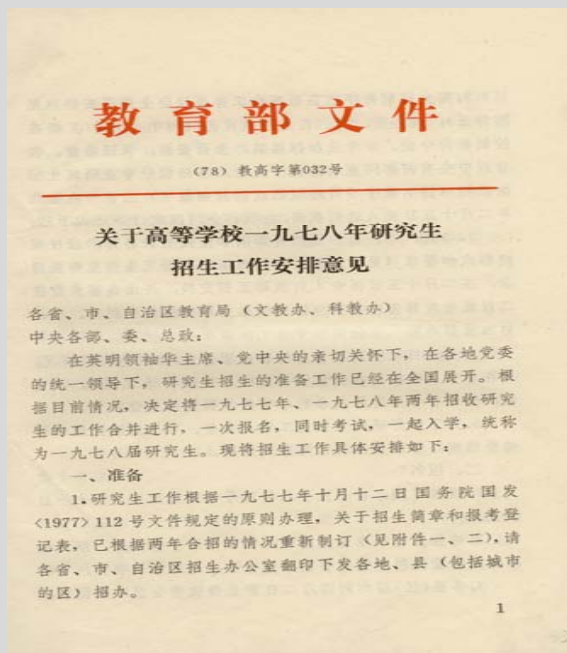 教育部文件
（78）教高字第032号
关于高等学校一九七八年研究生
招生工作安排意见
各省、市、自治区教育局（文教办、科教办）
中央各部、委、总政：
在英明领袖华主席、党中央的亲切关怀下，在各地党委
的统一领导下，研究生招生的准备工作已经在全国展开。根
据目前情况，决定将一九七七年、一九七八年两年招收研究
生的工作合并进行，一次报名，同时考试，一起入学，统称
为一九七八届研究生。现将招生工作具体安排如下：
一、准备
1.研究生工作根据一九七七年十月十二日国务院国发
〈1977〉112号文件规定的原则办理，关于招生简章和报考登
记表，已根据两年合招的情况重新制订（见附件一、二），请
各省、市、自治区招生办公室翻印下发各地、县（包括城市
的区）招办。
1